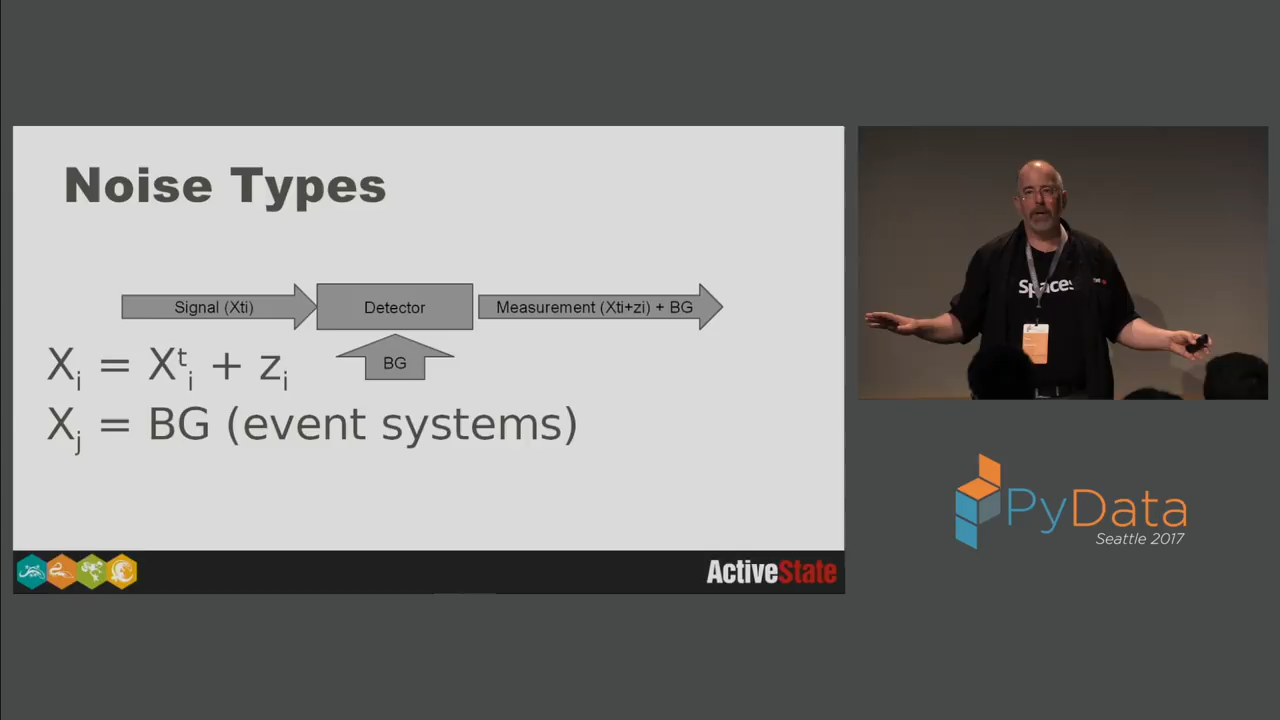 Noise Types
Signal (Xti)
Detector
Measurement (Xti+zi) + BG
BG
Xᵢ = Xᵗᵢ + zᵢ
Xⱼ = BG (event systems)
ActiveState
Spaces
PyData
Seattle 2017